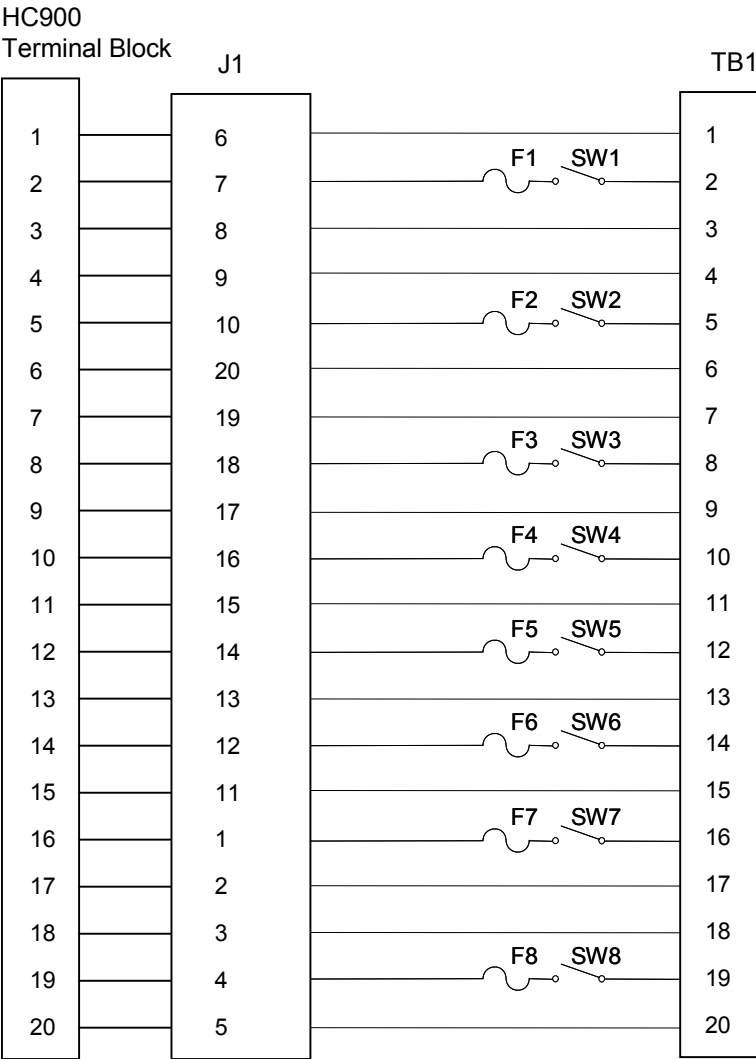 HC900
Terminal Block
J1
TB1
1 6 1
F1 SW1
2 7 2
3 8 3
4 9 4
F2 SW2
5 10 5
6 20 6
7 19 7
F3 SW3
8 18 8
9 17 9
F4 SW4
10 16 10
11 15 11
F5 SW5
12 14 12
13 13 13
F6 SW6
14 12 14
15 11 15
F7 SW7
16 1 16
17 2 17
18 3 18
F8 SW8
19 4 19
20 5 20